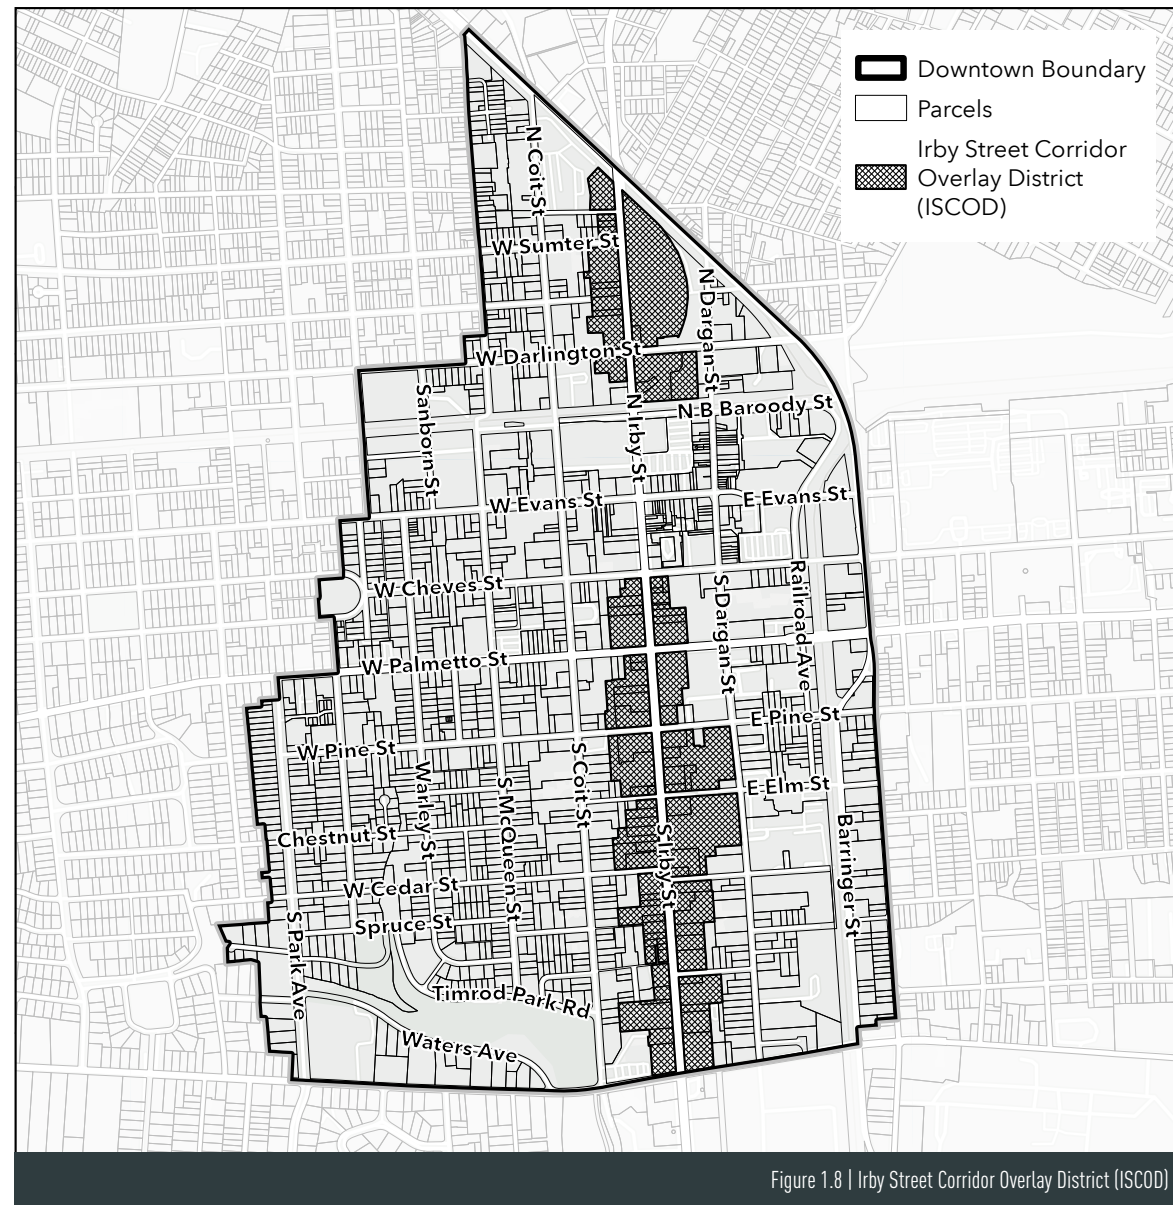 Downtown Boundary
Parcels
Irby Street Corridor
Overlay District
(ISCOD)
N Coit St
W Sumter St
N Dargan St
W Darlington St
Sanborn St
N Irby St
N B Baroody St
W Evans St
E Evans St
W Cheves St
Railroad Ave
S Dargan St
W Palmetto St
E Pine St
W Pine St
S Coit St
Warley St
S McQueen St
E Elm St
Chestnut St
S Irby St
Barringer St
W Cedar St
S Park Ave
Spruce St
Timrod Park Rd
Waters Ave
Figure 1.8 | Irby Street Corridor Overlay District (ISCOD)